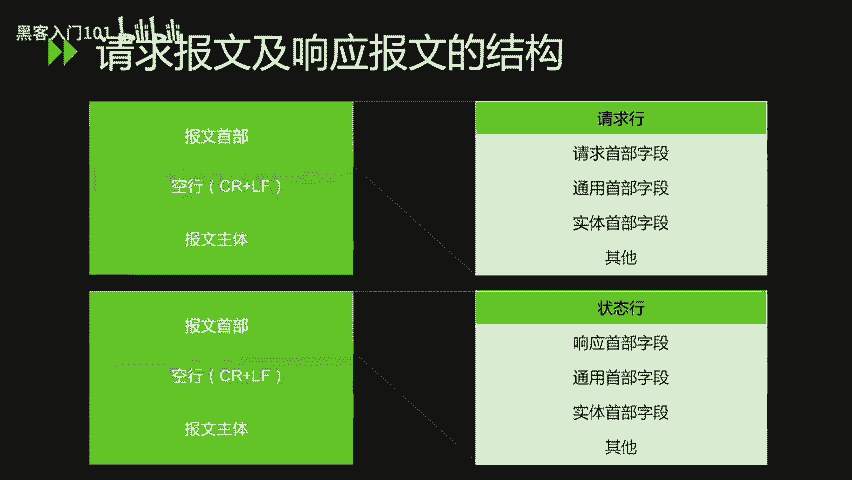 黑客入门101
请求报文及响应报文的结构
报文首部
空行（CR+LF）
报文主体
请求行
请求首部字段
通用首部字段
实体首部字段
其他
报文首部
空行（CR+LF）
报文主体
状态行
响应首部字段
通用首部字段
实体首部字段
其他